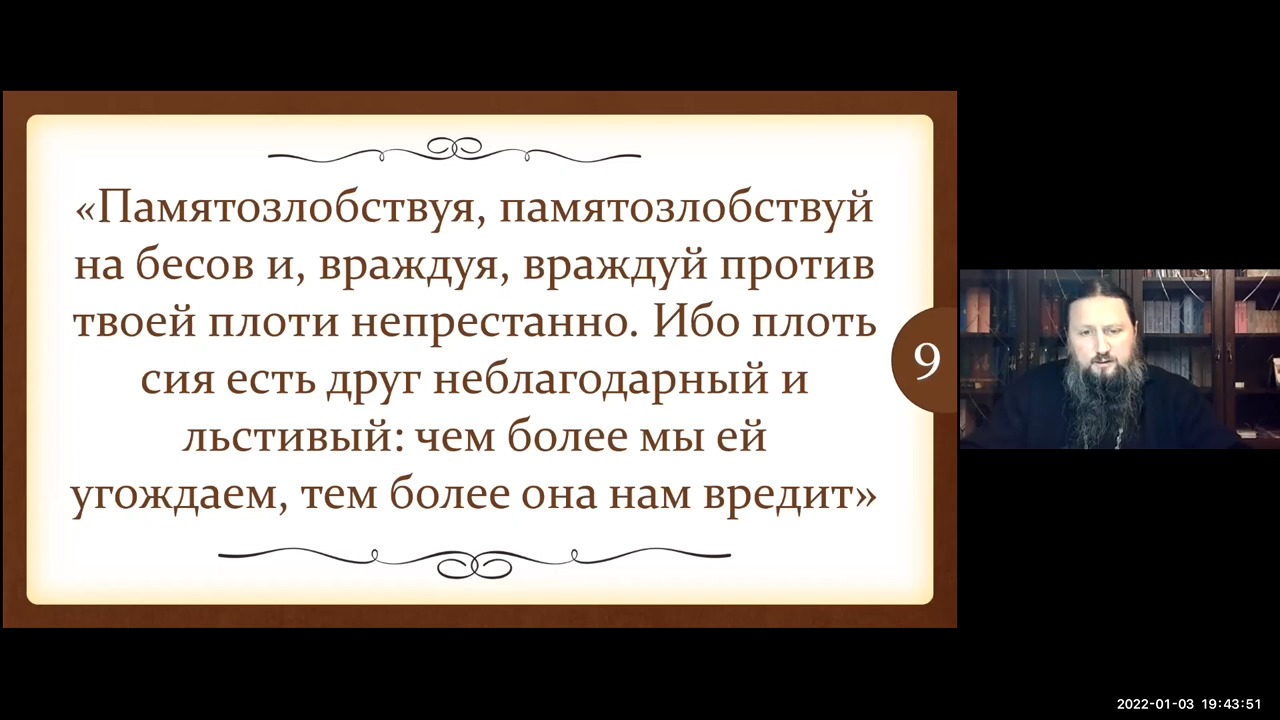 «Памятозлобствуя, памятозлобствуй
на бесов и, враждуя, враждуй против
твоей плоти непрестанно. Ибо плоть
сия есть друг неблагодарный и
льстивый: чем более мы ей
угождаем, тем более она нам вредит»
9
2022-01-03 19:43:51